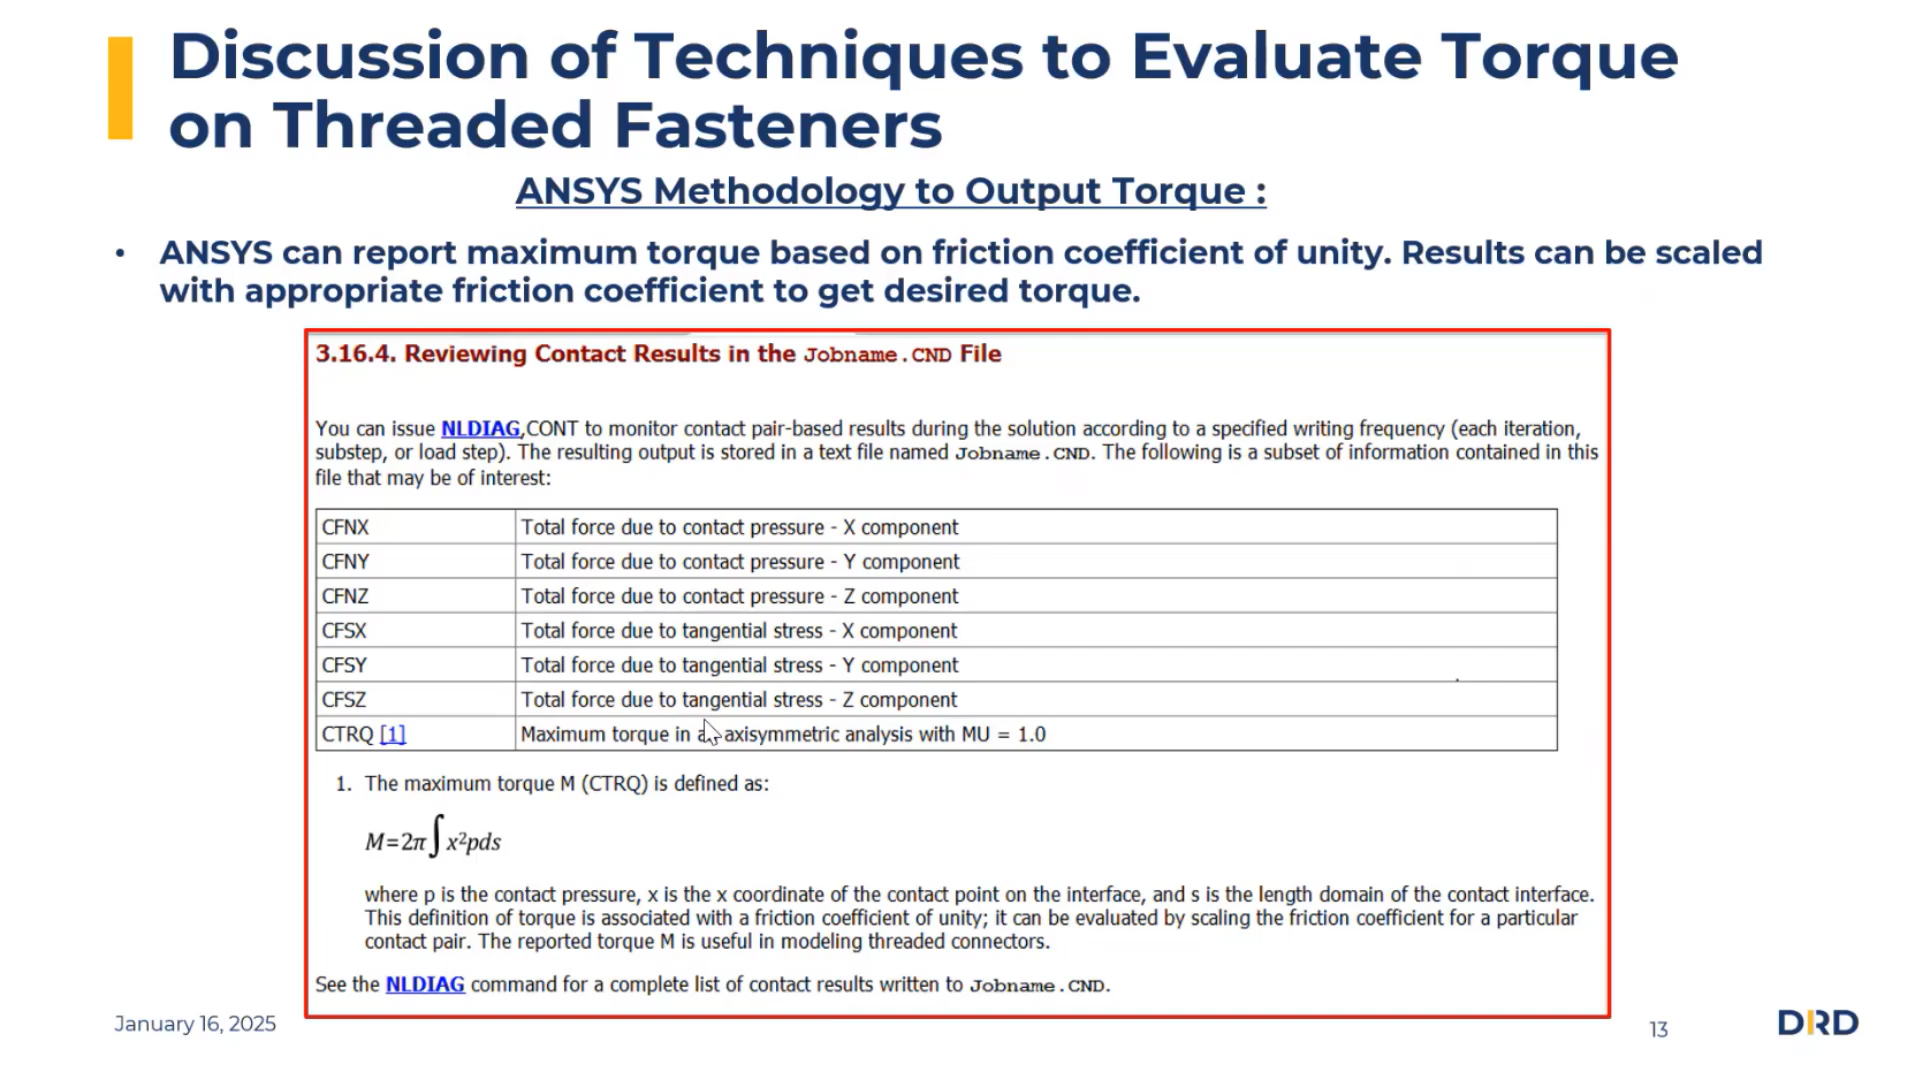 Discussion of Techniques to Evaluate Torque
on Threaded Fasteners
ANSYS Methodology to Output Torque :
• ANSYS can report maximum torque based on friction coefficient of unity. Results can be scaled
with appropriate friction coefficient to get desired torque.
3.16.4. Reviewing Contact Results in the Jobname.CND File
You can issue NLDIAG,CONT to monitor contact pair-based results during the solution according to a specified writing frequency (each iteration,
substep, or load step). The resulting output is stored in a text file named Jobname.CND. The following is a subset of information contained in this
file that may be of interest:
CFNX Total force due to contact pressure - X component
CFNY Total force due to contact pressure - Y component
CFNZ Total force due to contact pressure - Z component
CFSX Total force due to tangential stress - X component
CFSY Total force due to tangential stress - Y component
CFSZ Total force due to tangential stress - Z component
CTRQ [1] Maximum torque in axisymmetric analysis with MU = 1.0
1. The maximum torque M (CTRQ) is defined as:
M=2π∫x²pds
where p is the contact pressure, x is the x coordinate of the contact point on the interface, and s is the length domain of the contact interface.
This definition of torque is associated with a friction coefficient of unity; it can be evaluated by scaling the friction coefficient for a particular
contact pair. The reported torque M is useful in modeling threaded connectors.
See the NLDIAG command for a complete list of contact results written to Jobname.CND.
January 16, 2025
13
DRD